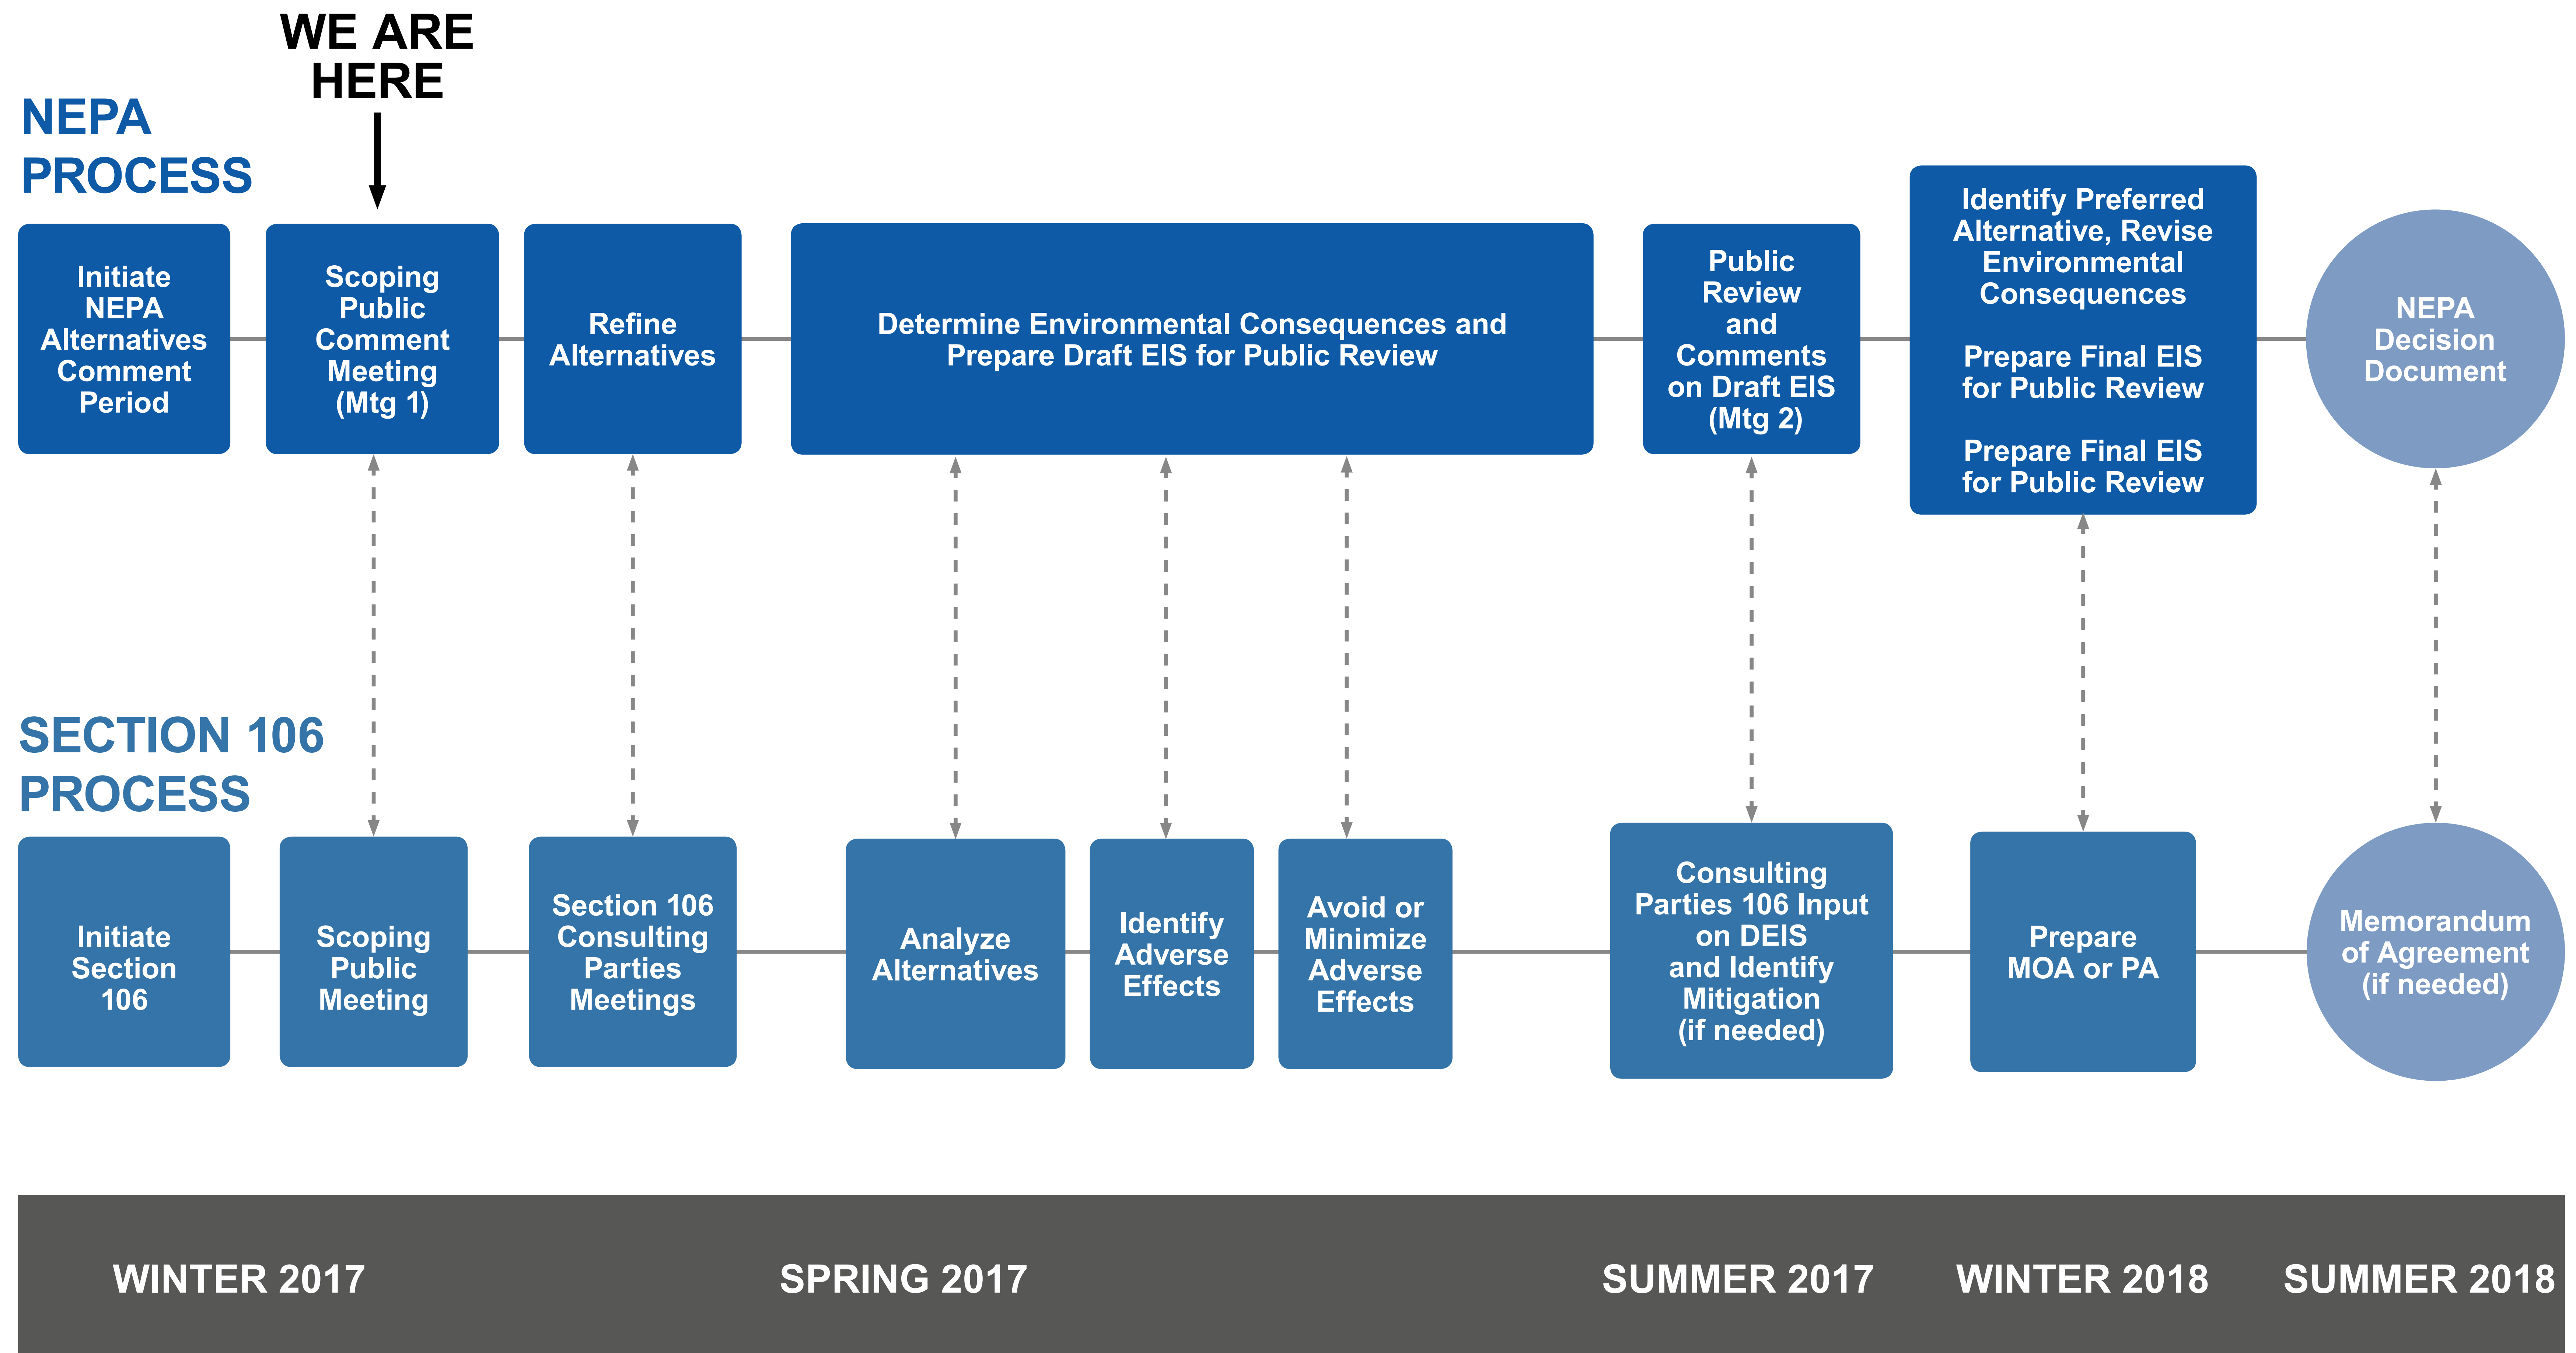 WE ARE
HERE
NEPA
PROCESS
Initiate
NEPA
Alternatives
Comment
Period
Scoping
Public
Comment
Meeting
(Mtg 1)
Refine
Alternatives
Determine Environmental Consequences and
Prepare Draft EIS for Public Review
Public
Review
and
Comments
on Draft EIS
(Mtg 2)
Identify Preferred
Alternative, Revise
Environmental
Consequences
Prepare Final EIS
for Public Review
Prepare Final EIS
for Public Review
NEPA
Decision
Document
SECTION 106
PROCESS
Initiate
Section
106
Scoping
Public
Meeting
Section 106
Consulting
Parties
Meetings
Analyze
Alternatives
Identify
Adverse
Effects
Avoid or
Minimize
Adverse
Effects
Consulting
Parties 106 Input
on DEIS
and Identify
Mitigation
(if needed)
Prepare
MOA or PA
Memorandum
of Agreement
(if needed)
WINTER 2017
SPRING 2017
SUMMER 2017
WINTER 2018
SUMMER 2018